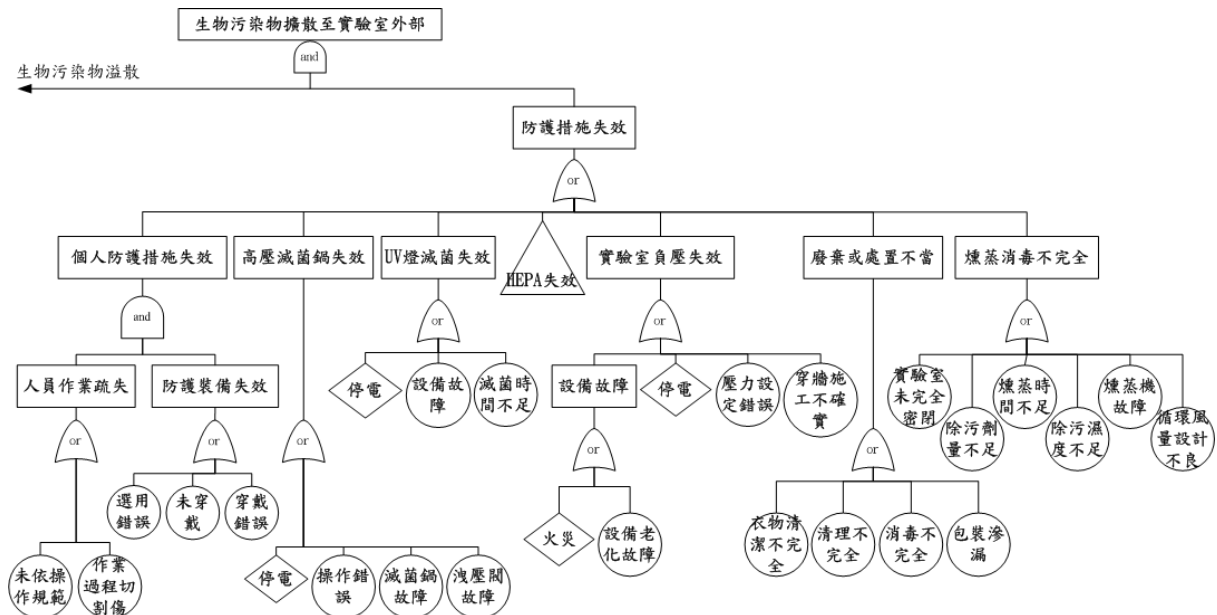 生物污染物擴散至實驗室外部
and
生物污染物溢散
防護措施失效
or
個人防護措施失效
高壓滅菌鍋失效
UV燈滅菌失效
HEPA失效
實驗室負壓失效
廢棄或處置不當
燻蒸消毒不完全
and
or
or
or
人員作業疏失
防護裝備失效
停電
設備故
障
滅菌時
間不足
設備故障
停電
壓力設
定錯誤
穿牆施
工不確
實
實驗室
未完全
密閉
除污劑
量不足
燻蒸時
間不足
除污濕
度不足
燻蒸機
故障
循環風
量設計
不良
or
or
or
or
or
選用
錯誤
未穿
戴
穿戴
錯誤
火災
設備老
化故障
衣物清
潔不完
全
清理不
完全
消毒不
完全
包裝滲
漏
未依操
作規範
作業
過程切
割傷
停電
操作錯
誤
滅菌鍋
故障
洩壓閥
故障